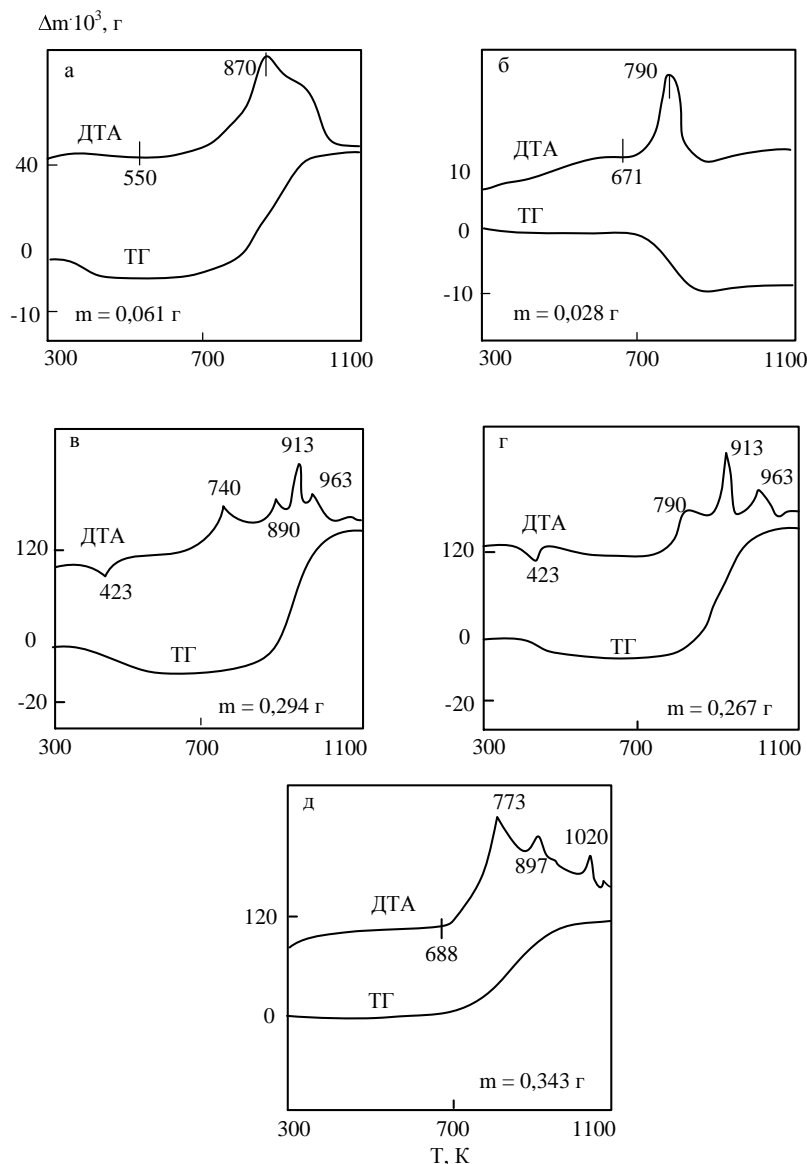 Δm·10³, г
а
870
ДТА
40
550
0
ТГ
-10
m = 0,061 г
300 700 1100
б
790
ДТА
10
671
ТГ
0
-10
m = 0,028 г
300 700 1100
в
913
740
963
890
120
ДТА
423
0
ТГ
-20
m = 0,294 г
300 700 1100
г
913
963
790
ДТА
120
423
0
ТГ
-20
m = 0,267 г
300 700 1100
д
773
1020
897
ДТА
120
688
ТГ
0
m = 0,343 г
300 700 1100
Т, К